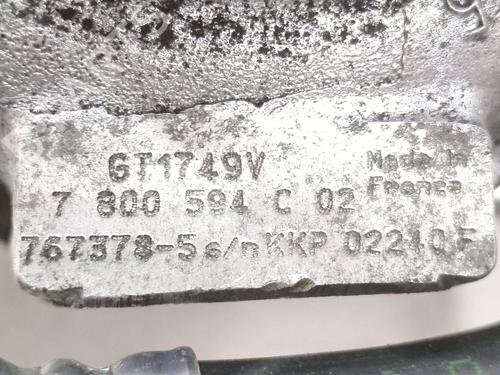 GT1749V
Made in
France
7 800 594 C 02
767378-5 s/n KKP 02240 F